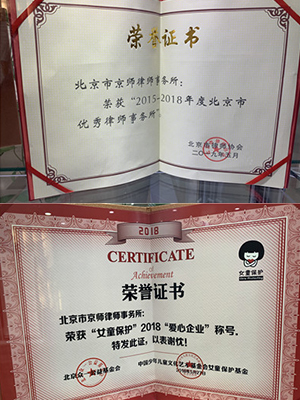 荣誉证书
北京市京师律师事务所：
荣获“2015-2018年度北京市
优秀律师事务所”。
北京市律师协会
二〇一九年五月
2018
CERTIFICATE
of
Achievement
荣誉证书
女童保护
北京市京师律师事务所：
荣获“女童保护”2018“爱心企业”称号。
特发此证，以表谢忱！
中国少年儿童文化艺术基金会女童保护基金